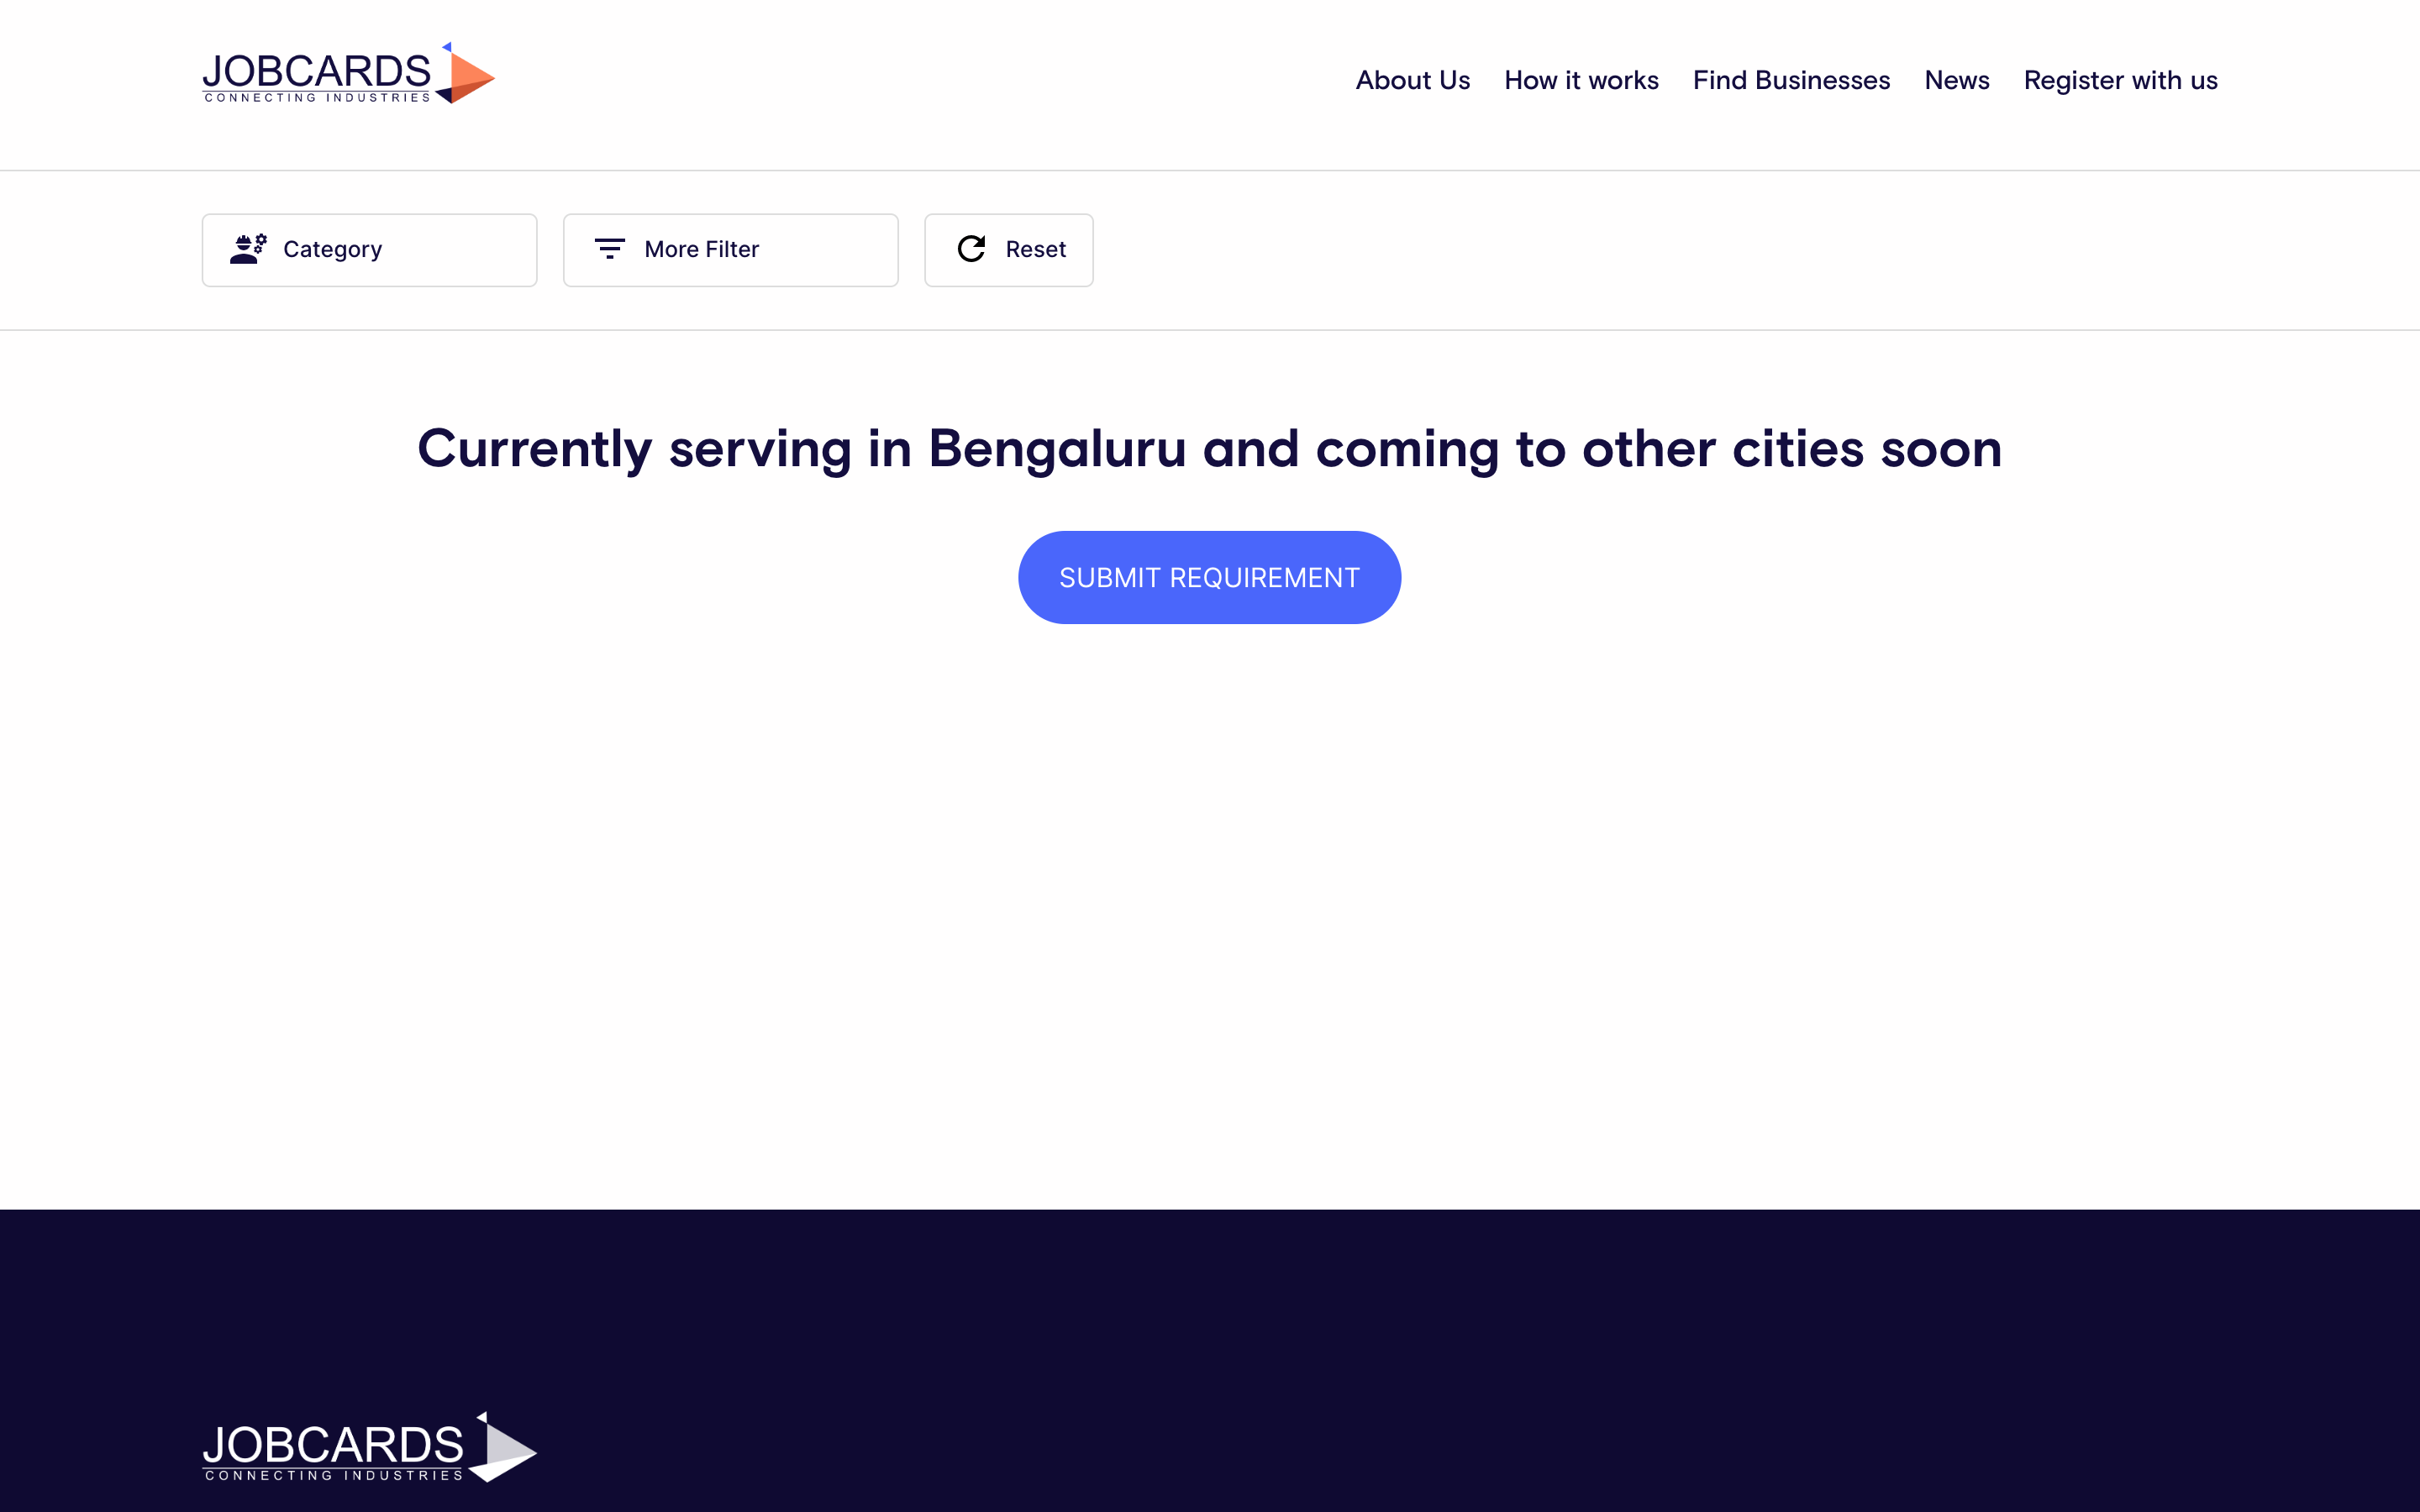 JOBCARDS
CONNECTING INDUSTRIES
About Us How it works Find Businesses News Register with us
Category More Filter Reset
Currently serving in Bengaluru and coming to other cities soon
SUBMIT REQUIREMENT
JOBCARDS
CONNECTING INDUSTRIES